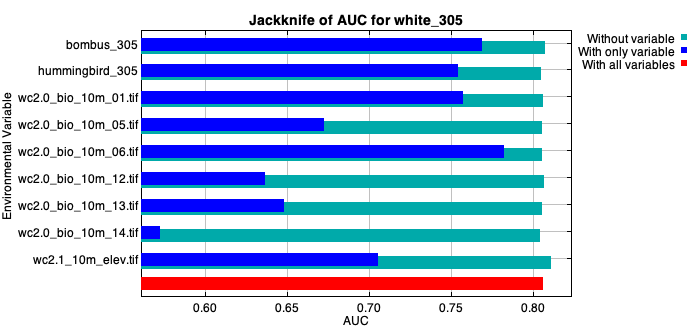 Jackknife of AUC for white_305
Without variable
With only variable
With all variables
Environmental Variable
bombus_305
hummingbird_305
wc2.0_bio_10m_01.tif
wc2.0_bio_10m_05.tif
wc2.0_bio_10m_06.tif
wc2.0_bio_10m_12.tif
wc2.0_bio_10m_13.tif
wc2.0_bio_10m_14.tif
wc2.1_10m_elev.tif
0.60 0.65 0.70 0.75 0.80
AUC